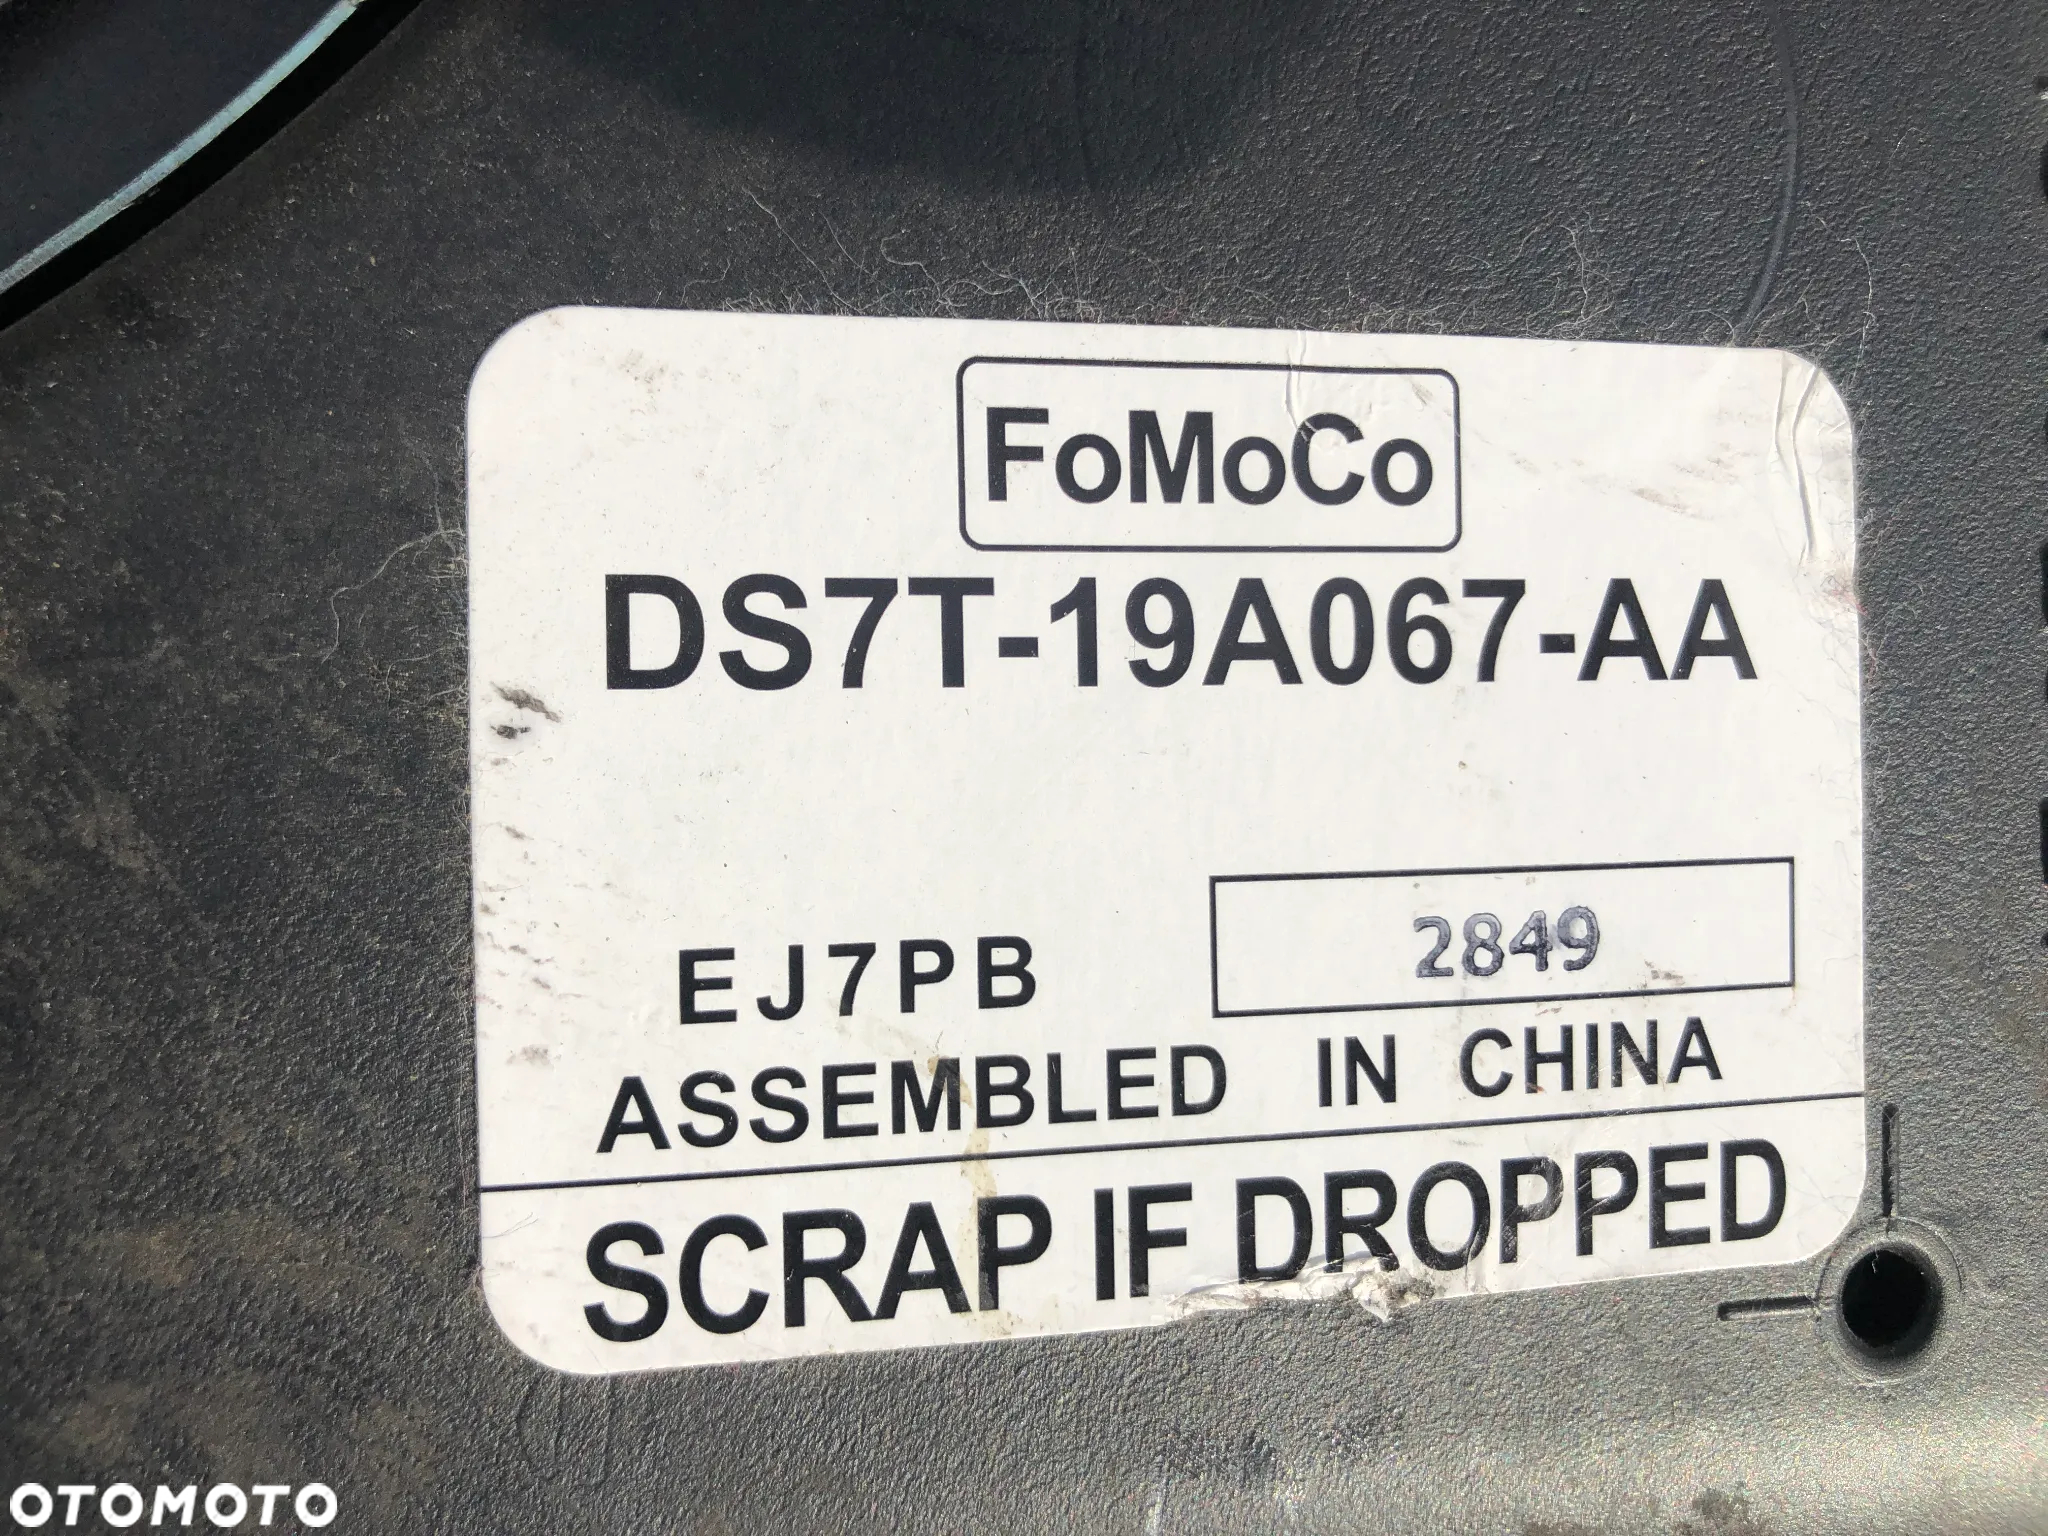 FoMoCo
DS7T-19A067-AA
EJ7PB 2849
ASSEMBLED IN CHINA
SCRAP IF DROPPED
OTOMOTO